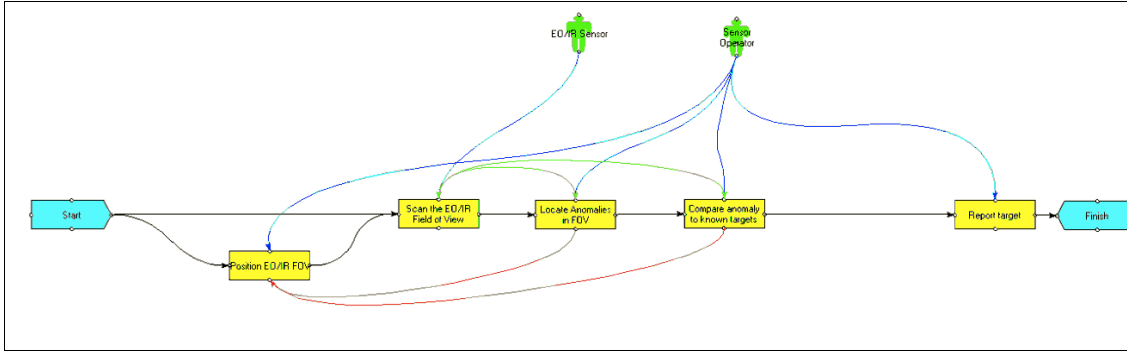 EO/IR Sensor
Sensor
Operator
Start
Scan the EO/IR
Field of View
Locate Anomalies
in FOV
Compare anomaly
to known targets
Report target
Finish
Position EO/IR FOV